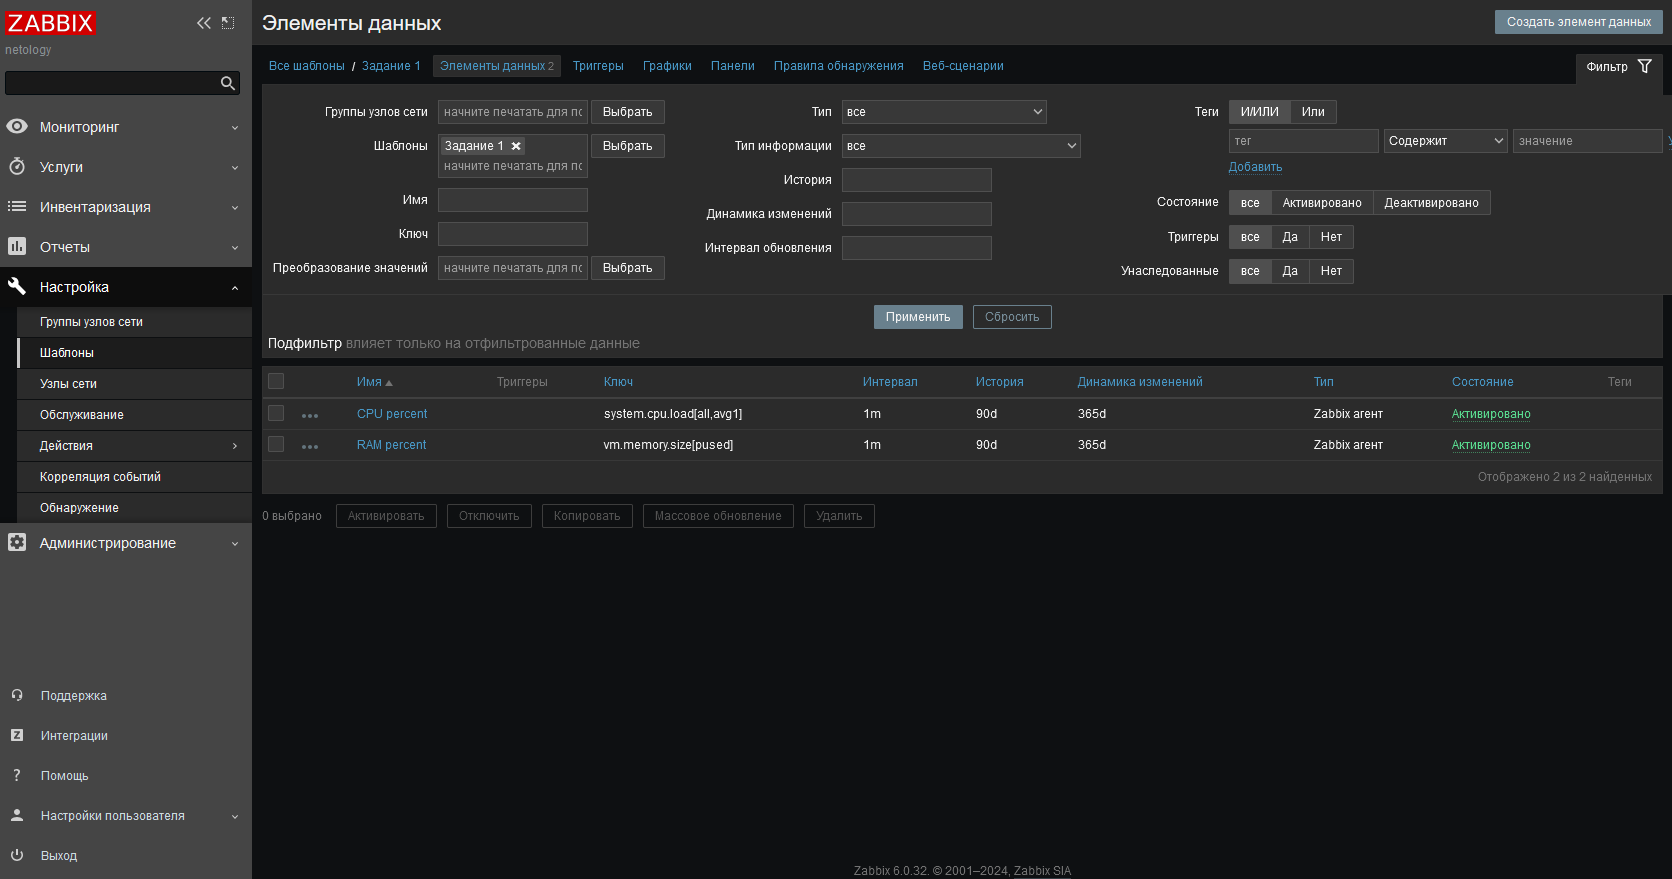 ZABBIX
netology
Мониторинг
Услуги
Инвентаризация
Отчеты
Настройка
Группы узлов сети
Шаблоны
Узлы сети
Обслуживание
Действия
Корреляция событий
Обнаружение
Администрирование
Поддержка
Интеграции
Помощь
Настройки пользователя
Выход
Элементы данных
Создать элемент данных
Все шаблоны / Задание 1 Элементы данных 2 Триггеры Графики Панели Правила обнаружения Веб-сценарии
Фильтр
Группы узлов сети начните печатать для по Выбрать
Шаблоны Задание 1 Выбрать
начните печатать для по
Имя
Ключ
Преобразование значений начните печатать для по Выбрать
Тип все
Тип информации все
История
Динамика изменений
Интервал обновления
Теги И/ИЛИ Или
тег Содержит значение
Добавить
Состояние все Активировано Деактивировано
Триггеры все Да Нет
Унаследованные все Да Нет
Применить Сбросить
Подфильтр влияет только на отфильтрованные данные
Имя Триггеры Ключ Интервал История Динамика изменений Тип Состояние Теги
CPU percent system.cpu.load[all,avg1] 1m 90d 365d Zabbix агент Активировано
RAM percent vm.memory.size[pused] 1m 90d 365d Zabbix агент Активировано
Отображено 2 из 2 найденных
0 выбрано Активировать Отключить Копировать Массовое обновление Удалить
Zabbix 6.0.32. © 2001–2024, Zabbix SIA